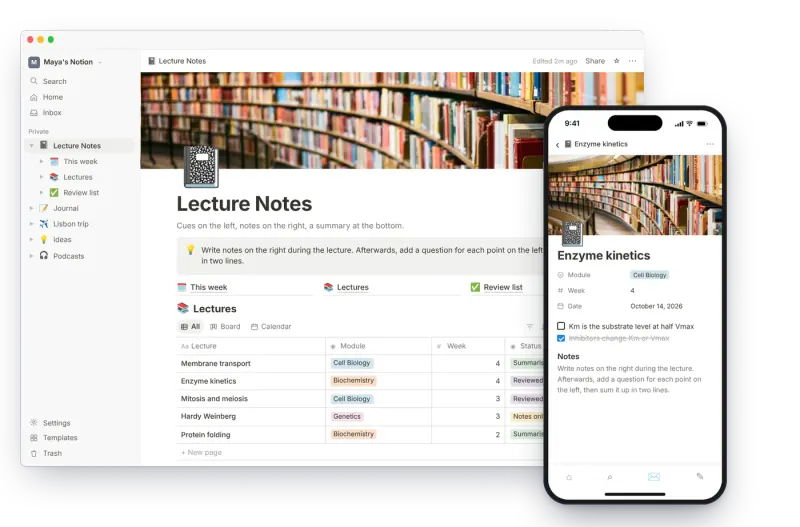 M Maya's Notion
Search
Home
Inbox
Private
Lecture Notes
This week
Lectures
Review list
Journal
Lisbon trip
Ideas
Podcasts
Settings
Templates
Trash
Lecture Notes
Edited 2m ago Share
Lecture Notes
Cues on the left, notes on the right, a summary at the bottom.
Write notes on the right during the lecture. Afterwards, add a question for each point on the left
in two lines.
This week Lectures Review list
Lectures
All Board Calendar
Aa Lecture Module # Week Status
Membrane transport Cell Biology 4 Summaris
Enzyme kinetics Biochemistry 4 Reviewed
Mitosis and meiosis Cell Biology 3 Reviewed
Hardy Weinberg Genetics 3 Notes onl
Protein folding Biochemistry 2 Summaris
+ New page
9:41
Enzyme kinetics
Enzyme kinetics
Module Cell Biology
# Week 4
Date October 14, 2026
Km is the substrate level at half Vmax
Inhibitors change Km or Vmax
Notes
Write notes on the right during the lecture.
Afterwards, add a question for each point on
the left, then sum it up in two lines.